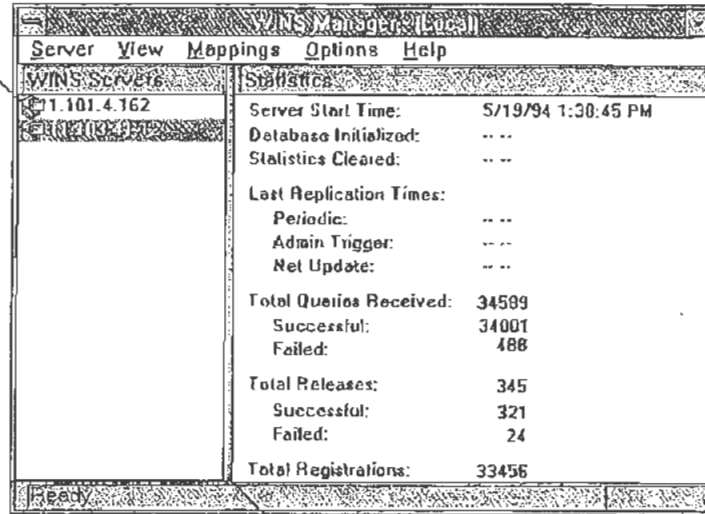 WINS Manager - (Local)
Server View Mappings Options Help
WINS Servers
Statistics
11.101.4.162
Server Start Time: 5/19/94 1:30:45 PM
Database Initialized: -- --
Statistics Cleared: -- --
Last Replication Times:
Periodic: -- --
Admin Trigger: -- --
Net Update: -- --
Total Queries Received: 34589
Successful: 34001
Failed: 488
Total Releases: 345
Successful: 321
Failed: 24
Total Registrations: 33456
Ready